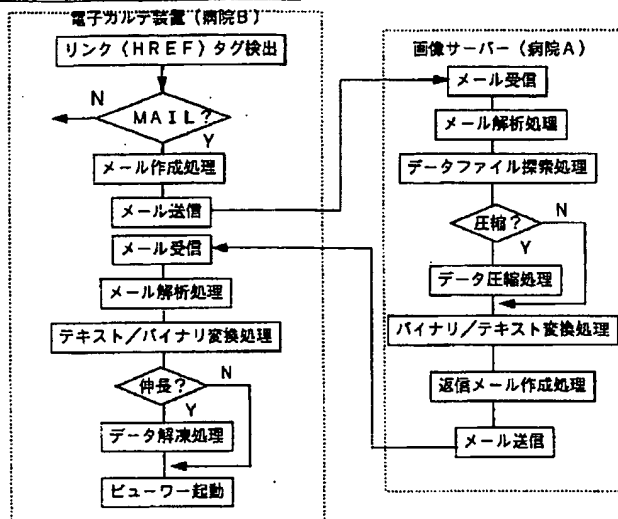 電子カルテ装置（病院B）
リンク（HREF）タグ検出
N
MAIL?
Y
メール作成処理
メール送信
メール受信
メール解析処理
テキスト／バイナリ変換処理
伸長?
N
Y
データ解凍処理
ビューワー起動
画像サーバー（病院A）
メール受信
メール解析処理
データファイル探索処理
圧縮?
N
Y
データ圧縮処理
バイナリ／テキスト変換処理
返信メール作成処理
メール送信